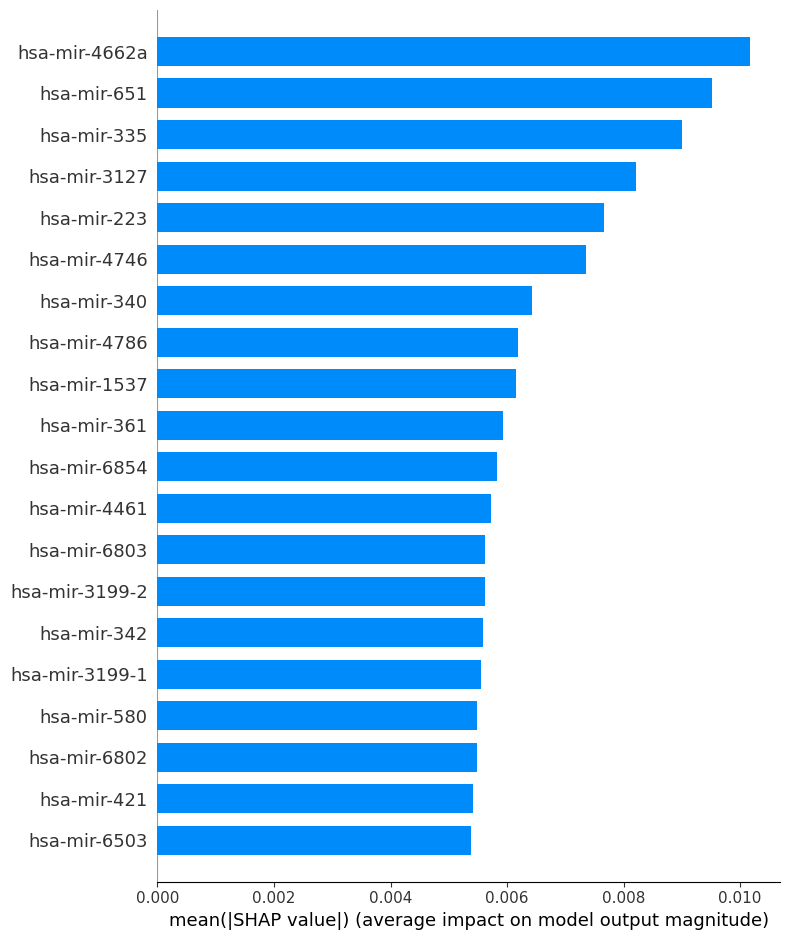 hsa-mir-4662a
hsa-mir-651
hsa-mir-335
hsa-mir-3127
hsa-mir-223
hsa-mir-4746
hsa-mir-340
hsa-mir-4786
hsa-mir-1537
hsa-mir-361
hsa-mir-6854
hsa-mir-4461
hsa-mir-6803
hsa-mir-3199-2
hsa-mir-342
hsa-mir-3199-1
hsa-mir-580
hsa-mir-6802
hsa-mir-421
hsa-mir-6503
0.000 0.002 0.004 0.006 0.008 0.010
mean(|SHAP value|) (average impact on model output magnitude)